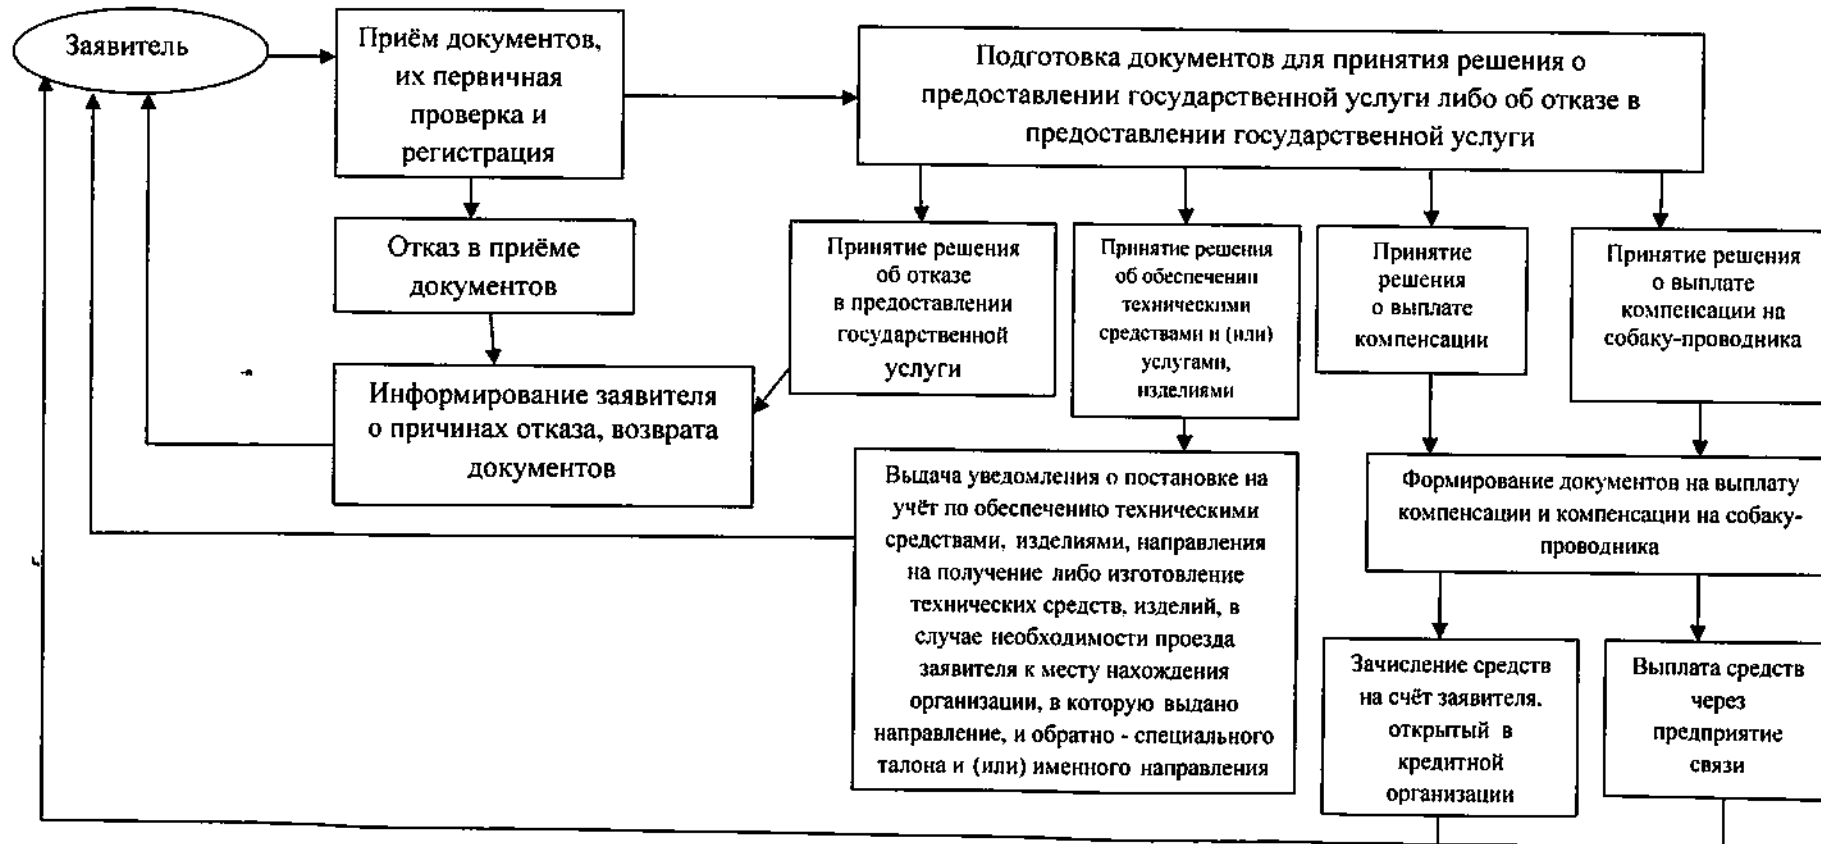 Заявитель
Приём документов,
их первичная
проверка и
регистрация
Подготовка документов для принятия решения о
предоставлении государственной услуги либо об отказе в
предоставлении государственной услуги
Отказ в приёме
документов
Принятие решения
об отказе
в предоставлении
государственной
услуги
Принятие решения
об обеспечении
техническими
средствами и (или)
услугами,
изделиями
Принятие
решения
о выплате
компенсации
Принятие решения
о выплате
компенсации на
собаку-проводника
Информирование заявителя
о причинах отказа, возврата
документов
Выдача уведомления о постановке на
учёт по обеспечению техническими
средствами, изделиями, направления
на получение либо изготовление
технических средств, изделий, в
случае необходимости проезда
заявителя к месту нахождения
организации, в которую выдано
направление, и обратно - специального
талона и (или) именного направления
Формирование документов на выплату
компенсации и компенсации на собаку-
проводника
Зачисление средств
на счёт заявителя.
открытый в
кредитной
организации
Выплата средств
через
предприятие
связи